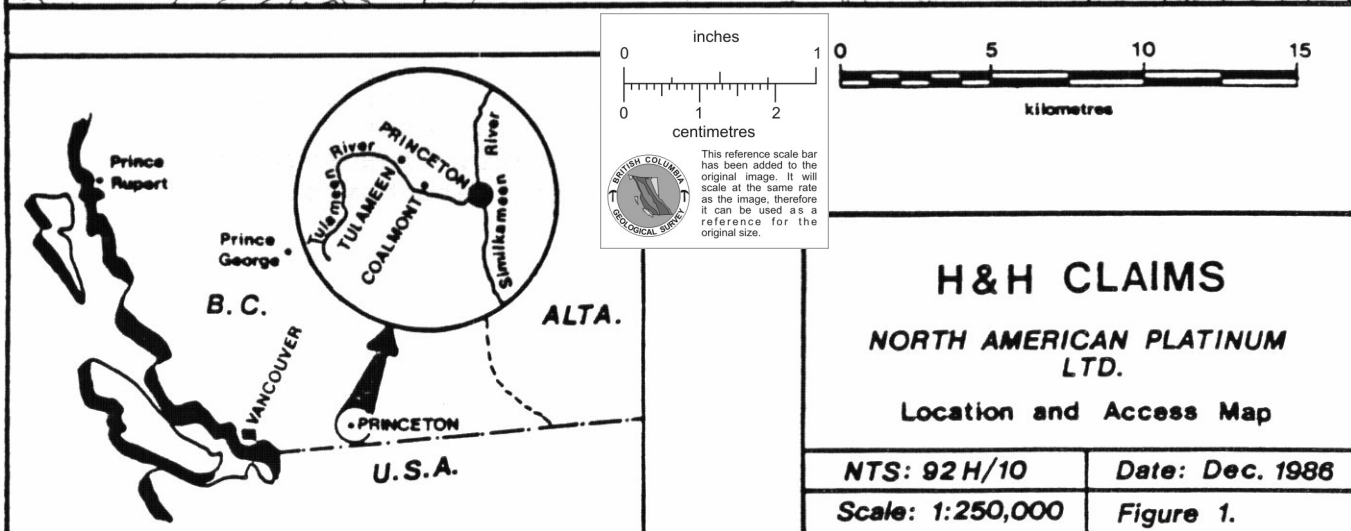 inches
0 1
0 1 2
centimetres
BRITISH COLUMBIA
GEOLOGICAL SURVEY
This reference scale bar
has been added to the
original image. It will
scale at the same rate
as the image, therefore
it can be used as a
reference for the
original size.
0 5 10 15
kilometres
Prince
Rupert
Prince
George
B.C.
VANCOUVER
Tulameen River
TULAMEEN
COALMONT
PRINCETON
Similkameen River
ALTA.
PRINCETON
U.S.A.
H&H CLAIMS
NORTH AMERICAN PLATINUM
LTD.
Location and Access Map
NTS: 92 H/10
Date: Dec. 1986
Scale: 1:250,000
Figure 1.